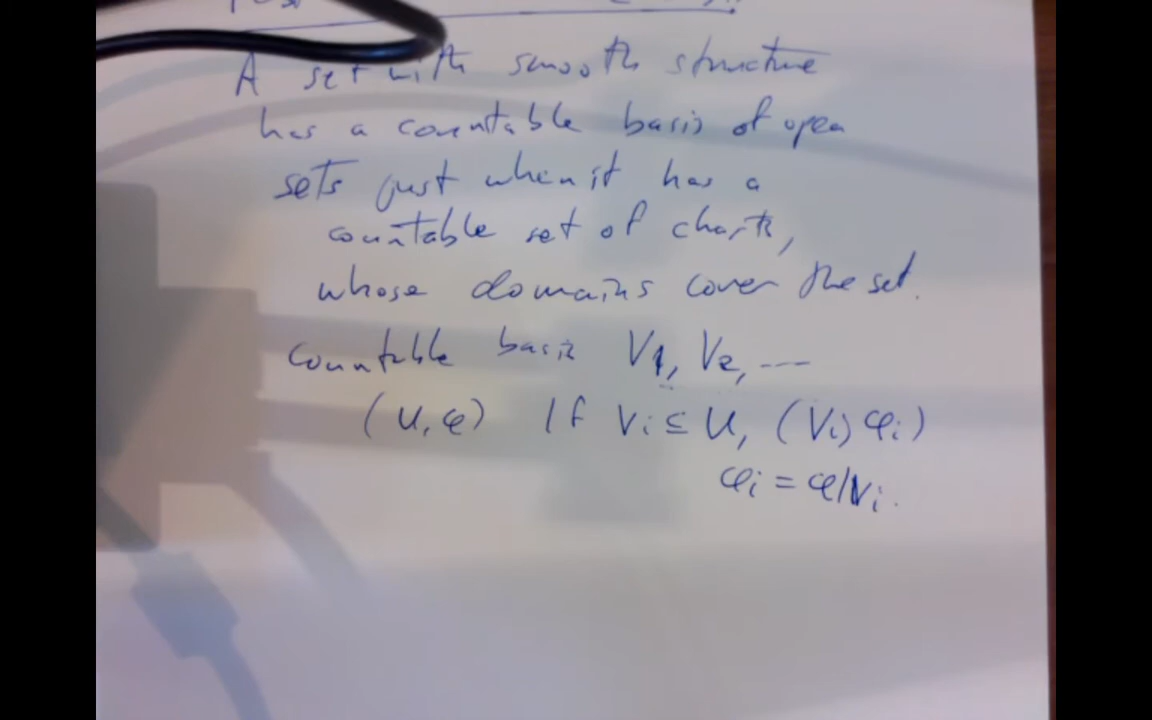 A set with smooth structure
has a countable basis of open
sets just when it has a
countable set of charts,
whose domains cover the set.
Countable basis V1, V2, ---
(U, φ) If Vi ⊆ U, (Vi, φi)
φi = φ/Vi.